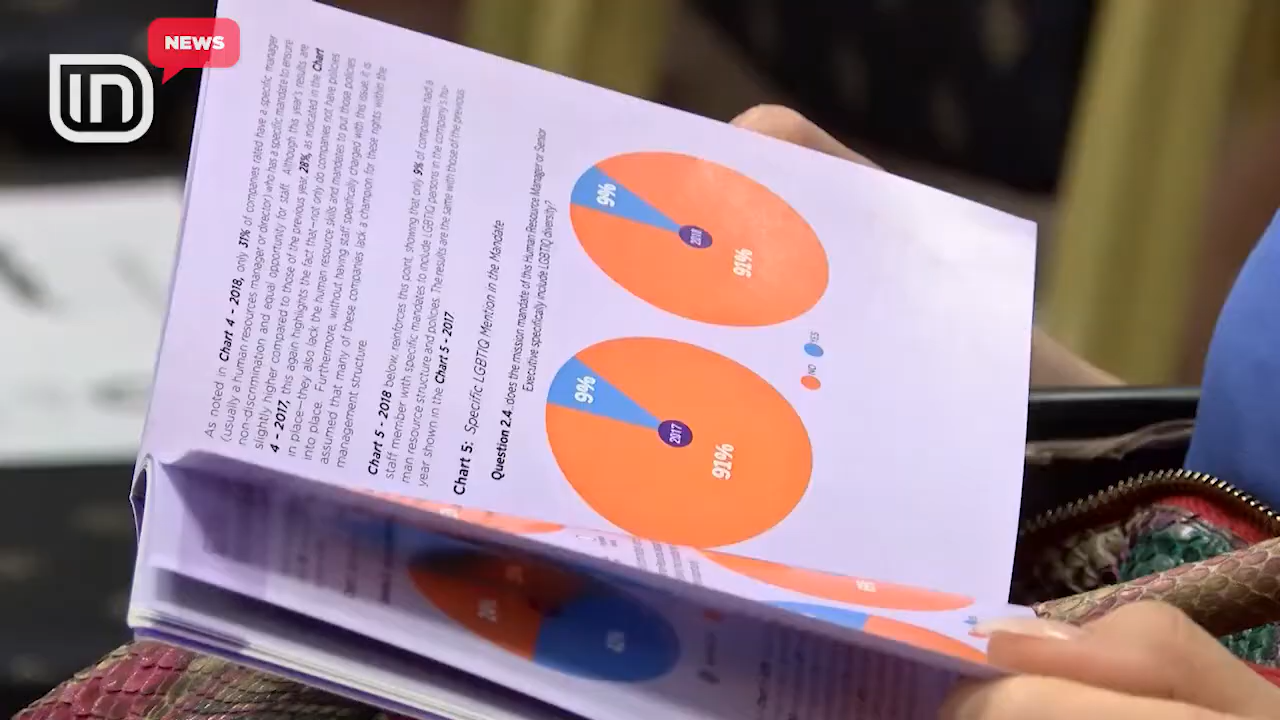 IN
NEWS
As noted in Chart 4 - 2018, only 31% of companies rated have a specific manager
(usually a human resources manager or director) who has a specific mandate to ensure
non-discrimination and equal opportunity for staff. Although this year's results are
slightly higher compared to those of the previous year, 28%, as indicated in the Chart
4 - 2017, this again highlights the fact that–not only do companies not have policies
in place–they also lack the human resource skills and mandates to put those policies
into place. Furthermore, without having staff specifically charged with this issue, it is
assumed that many of these companies lack a champion for these rights within the
management structure.
Chart 5 - 2018 below, reinforces this point, showing that only 9% of companies had a
staff member with specific mandates to include LGBTIQ persons in the company's hu-
man resource structure and policies. The results are the same with those of the previous
year shown in the Chart 5 - 2017
Chart 5: Specific LGBTIQ Mention in the Mandate
Question 2.4. does the mission mandate of this Human Resource Manager or Senior
Executive specifically include LGBTIQ diversity?
9%
2017
91%
9%
2018
91%
NO
YES